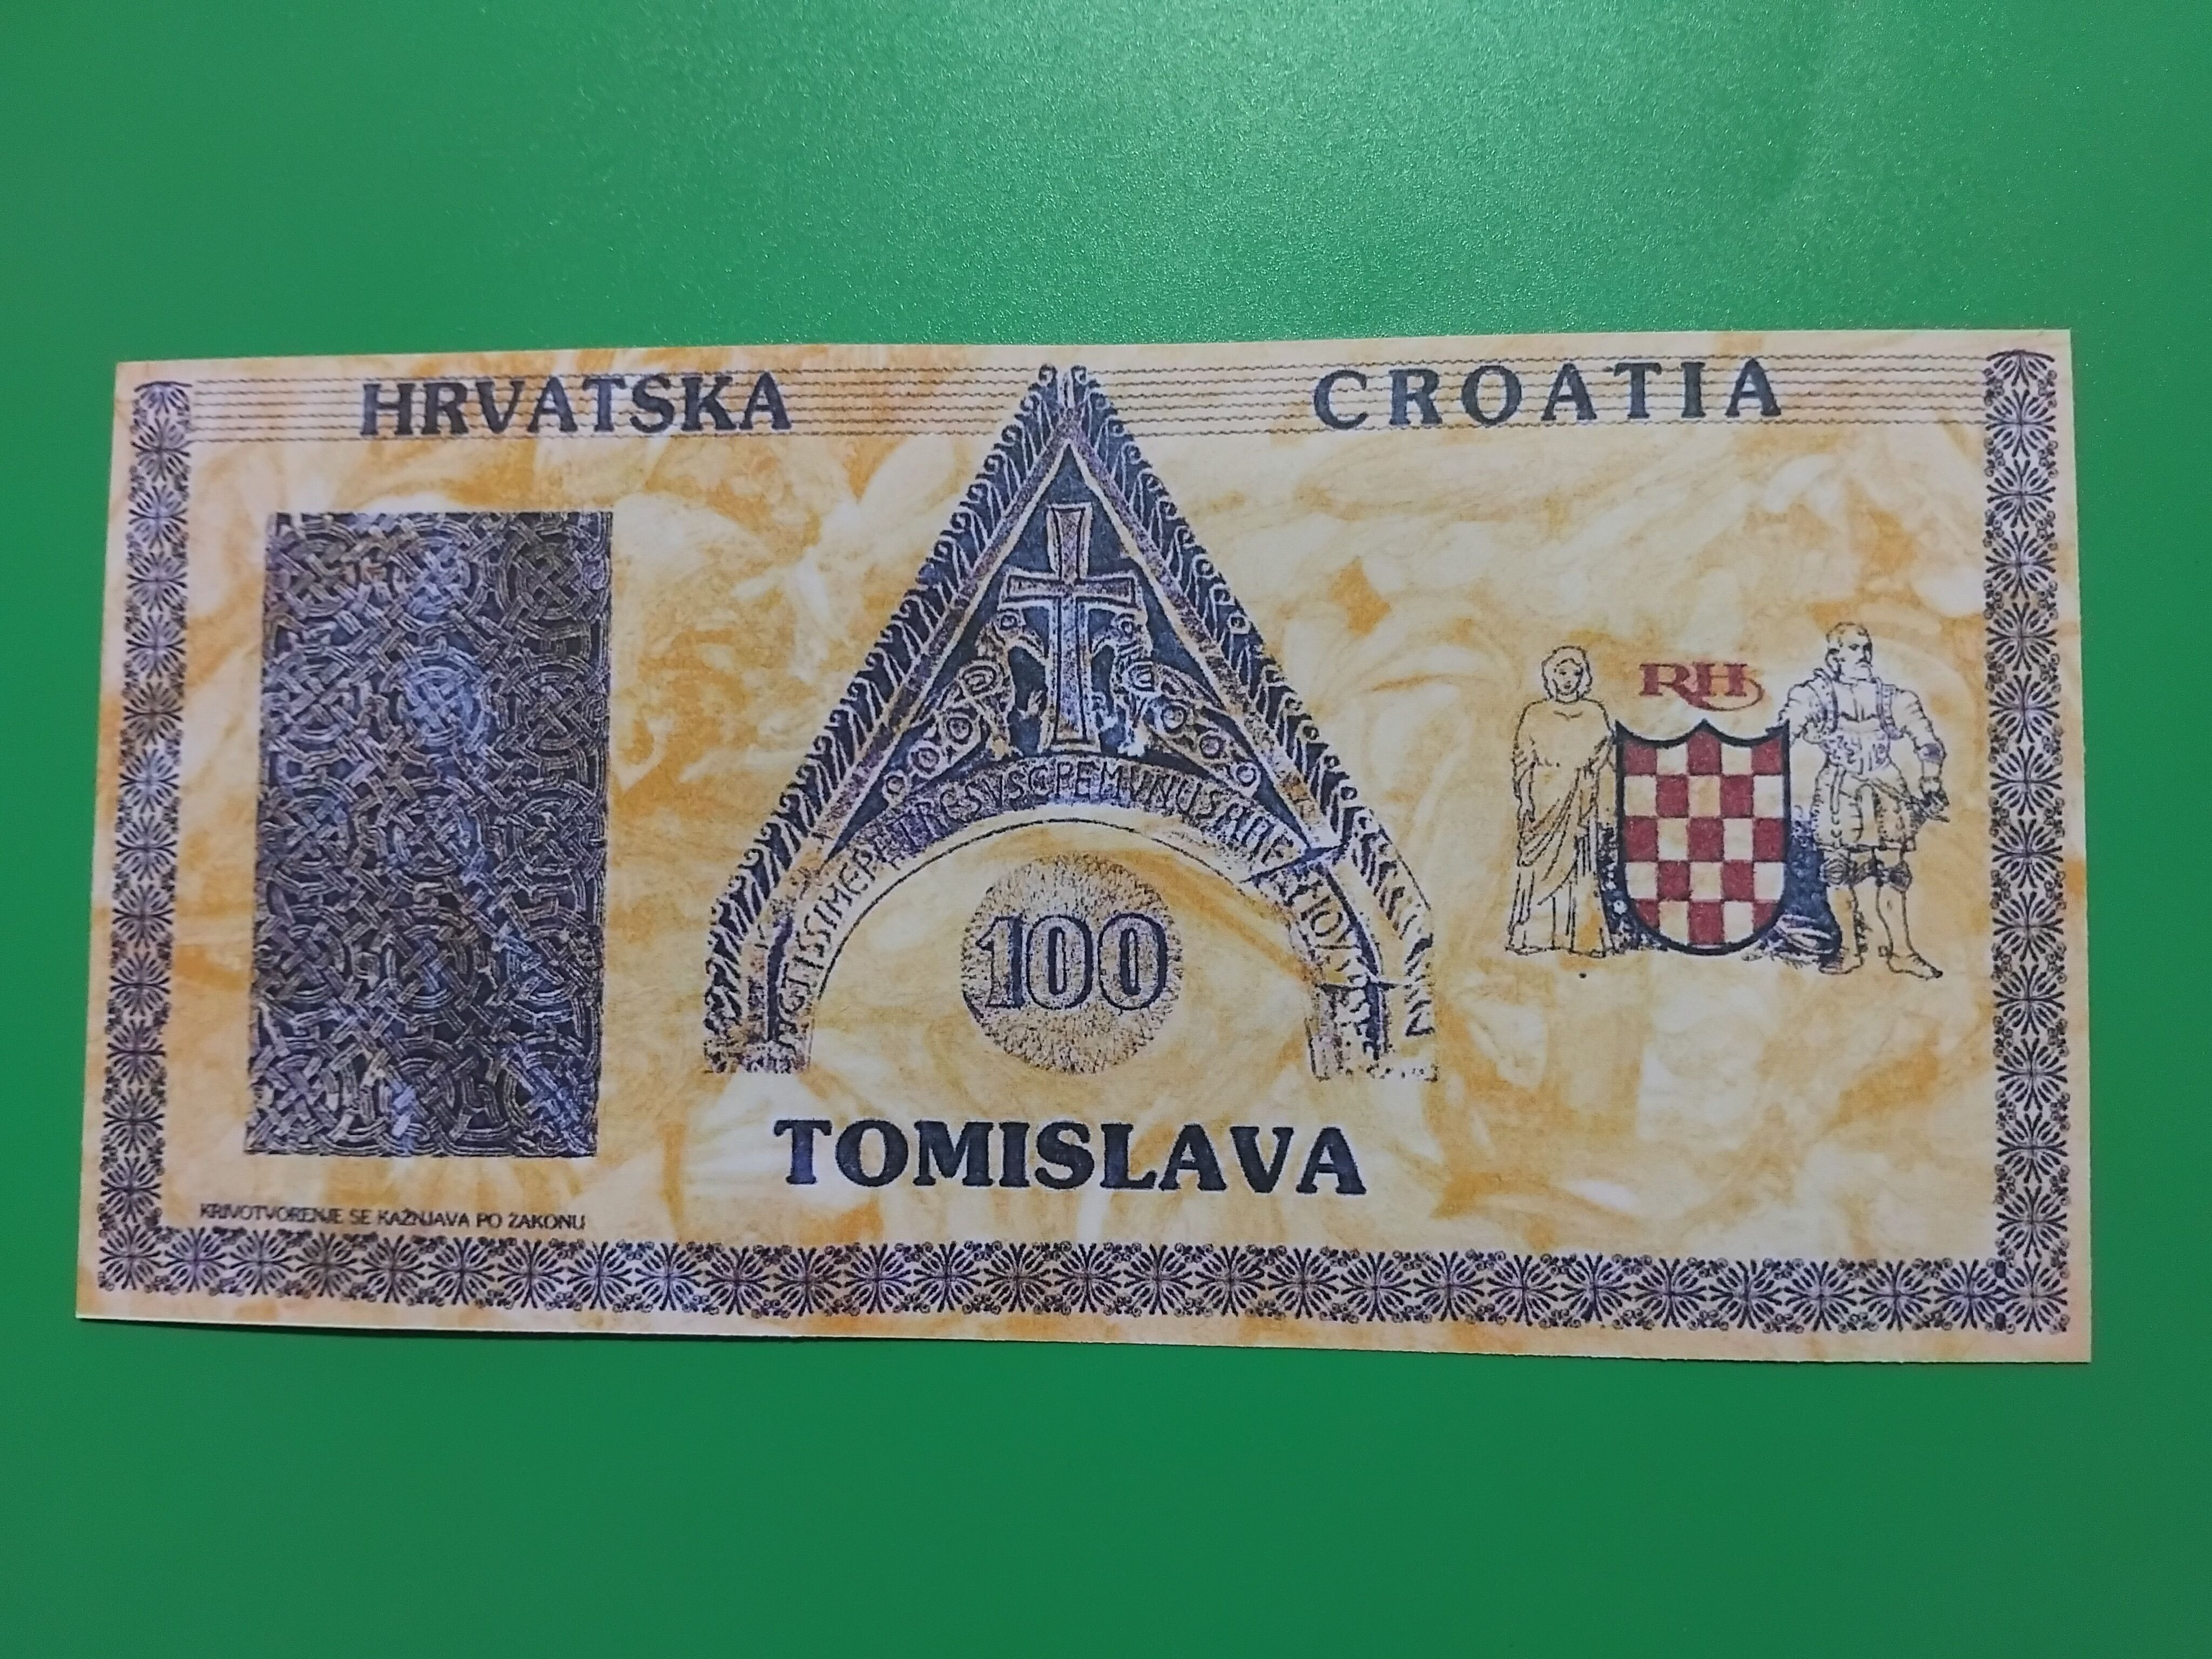 HRVATSKA
CROATIA
RH
100
TOMISLAVA
KRIVOTVORENJE SE KAŽNJAVA PO ZAKONU